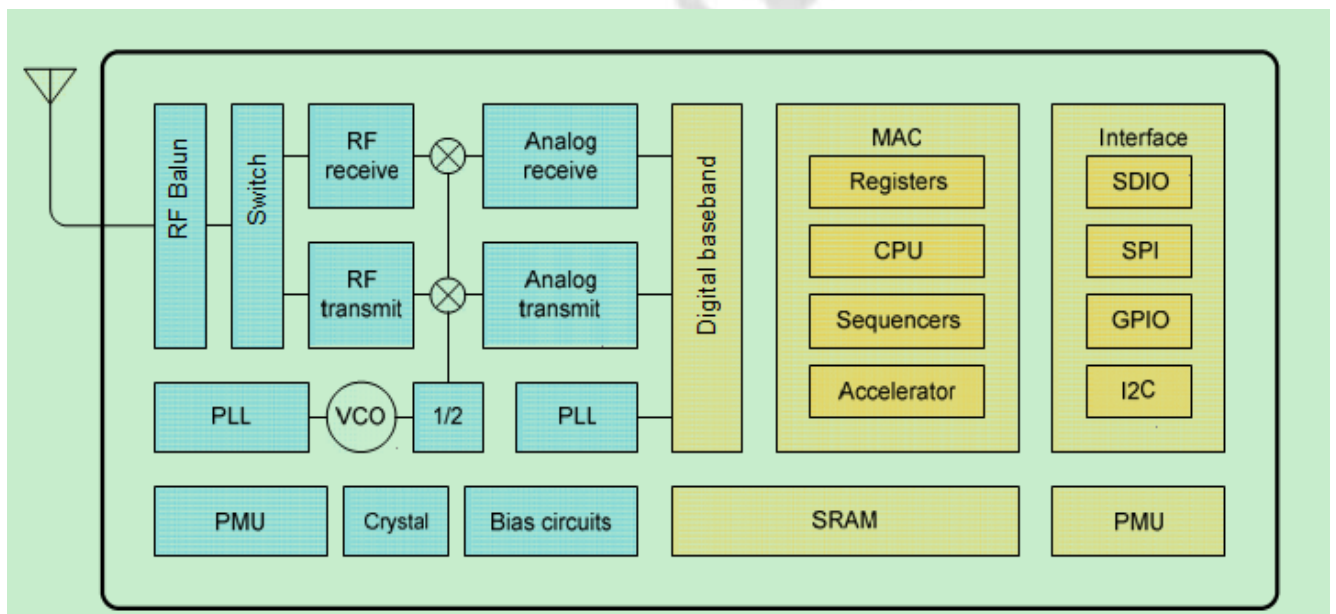 RF Balun
Switch
RF
receive
Analog
receive
RF
transmit
Analog
transmit
PLL
VCO
1/2
PLL
Digital baseband
MAC
Registers
CPU
Sequencers
Accelerator
Interface
SDIO
SPI
GPIO
I2C
PMU
Crystal
Bias circuits
SRAM
PMU